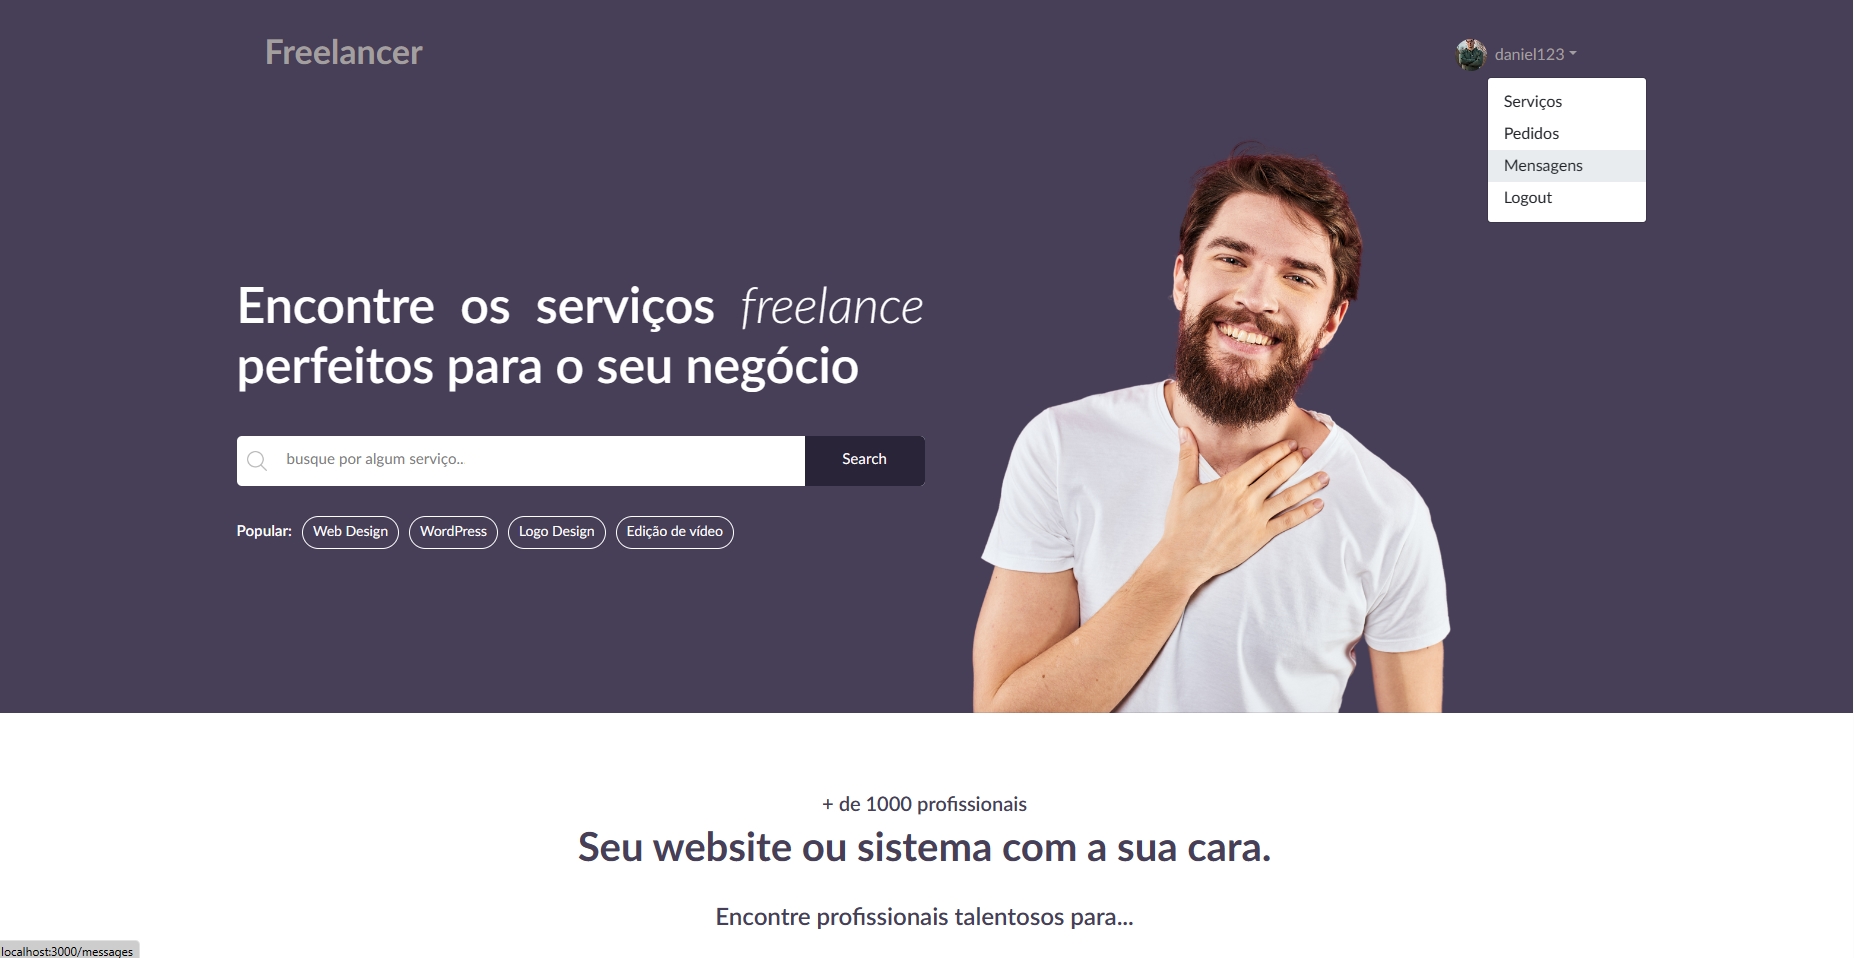 Freelancer
daniel123
Serviços
Pedidos
Mensagens
Logout
Encontre os serviços freelance
perfeitos para o seu negócio
busque por algum serviço..
Search
Popular: Web Design WordPress Logo Design Edição de vídeo
+ de 1000 profissionais
Seu website ou sistema com a sua cara.
Encontre profissionais talentosos para...
localhost:3000/messages